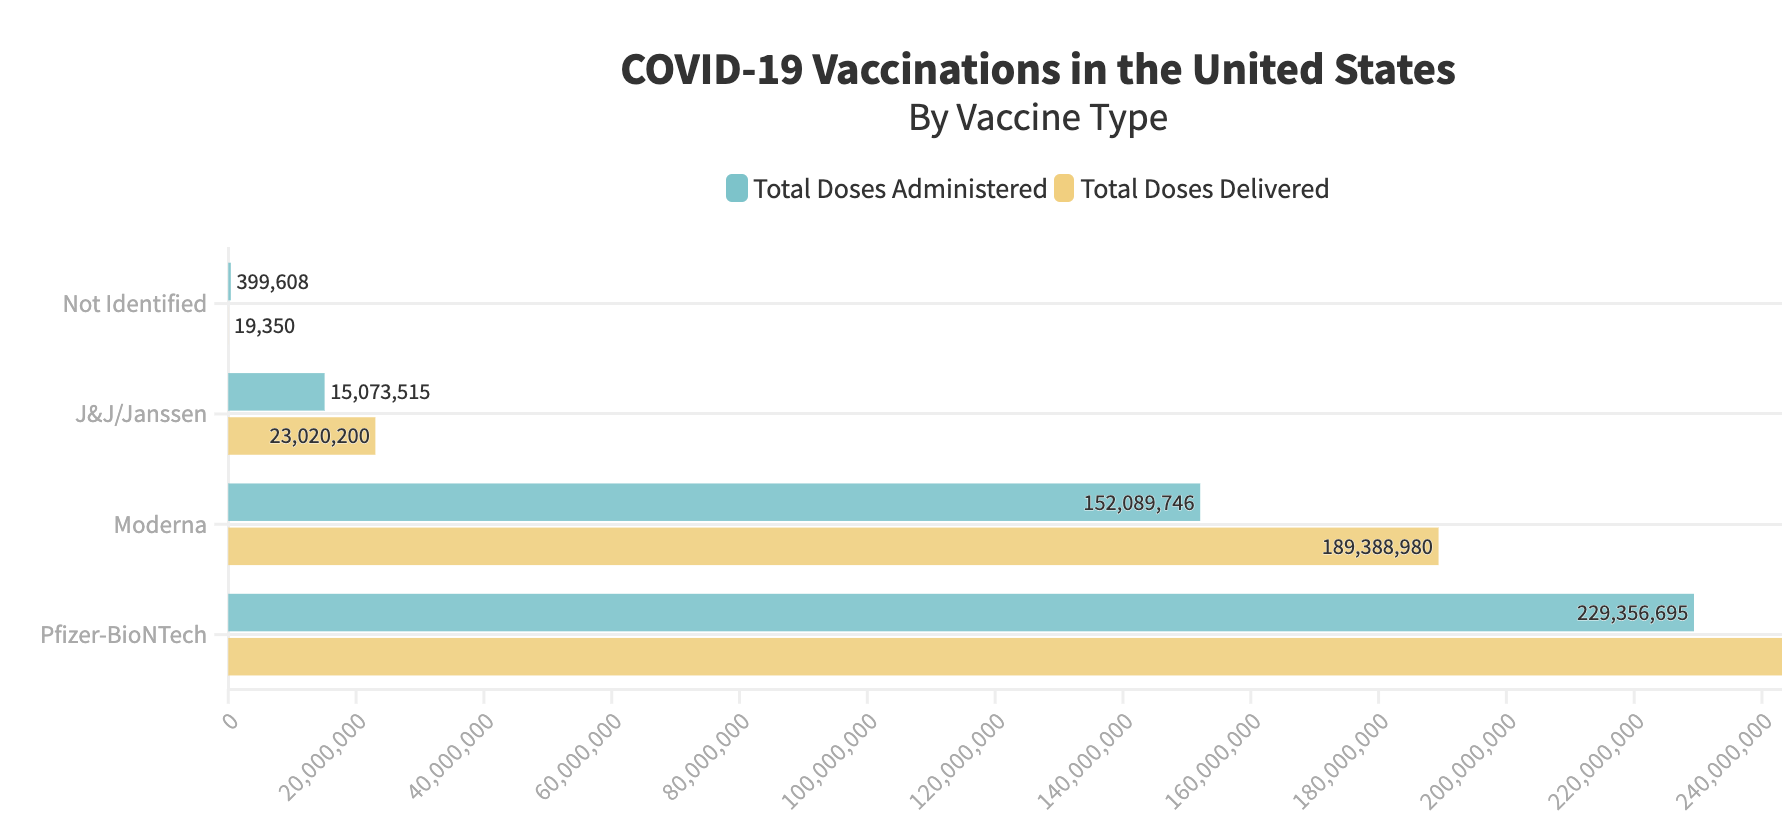 COVID-19 Vaccinations in the United States
By Vaccine Type
Total Doses Administered Total Doses Delivered
399,608
Not Identified
19,350
15,073,515
J&J/Janssen
23,020,200
152,089,746
Moderna
189,388,980
229,356,695
Pfizer-BioNTech
0 20,000,000 40,000,000 60,000,000 80,000,000 100,000,000 120,000,000 140,000,000 160,000,000 180,000,000 200,000,000 220,000,000 240,000,000